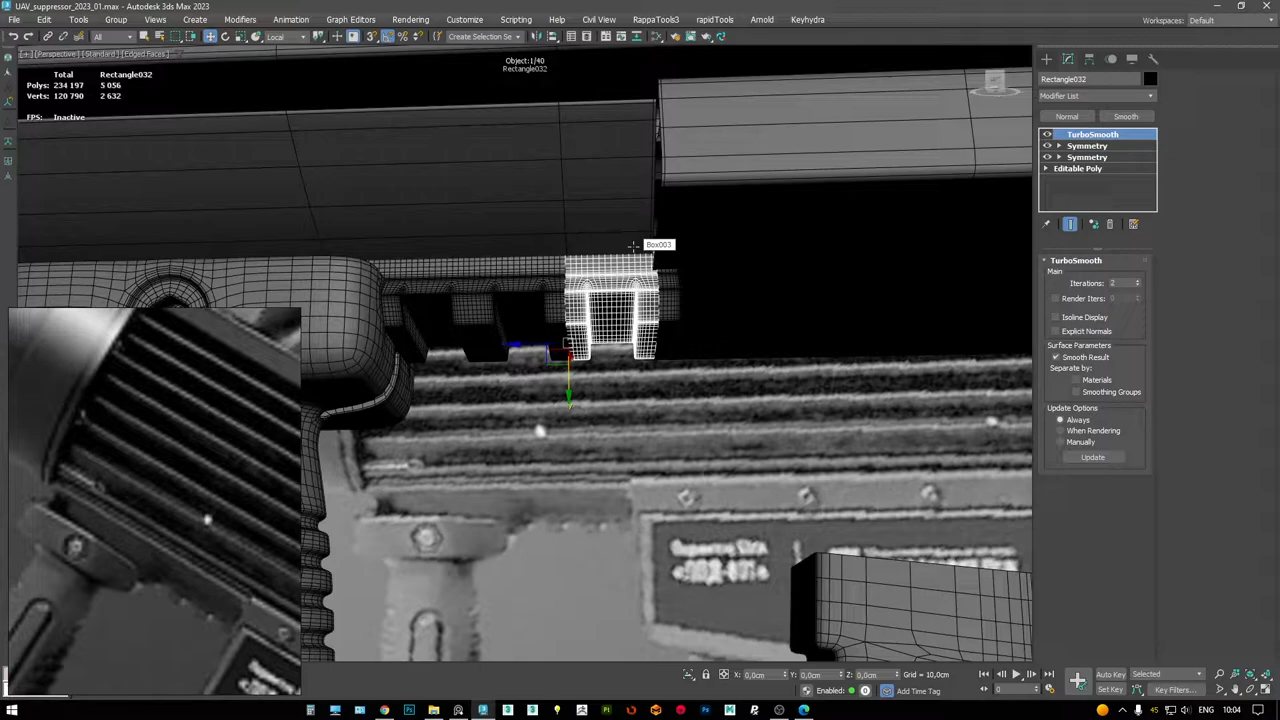 UAV_suppressor_2023_01.max - Autodesk 3ds Max 2023
File Edit Tools Group Views Create Modifiers Animation Graph Editors Rendering Customize Scripting Help Civil View RappaTools3 rapidTools Arnold Keyhydra
Workspaces: Default
All
Local
Create Selection Se
[+] [Perspective] [Standard] [Edged Faces]
Object:1/40
Rectangle032
Total Rectangle032
Polys: 234 197 5 056
Verts: 120 790 2 632
FPS: Inactive
Box003
Rectangle032
Modifier List
Normal Smooth
TurboSmooth
Symmetry
Symmetry
Editable Poly
TurboSmooth
Main
Iterations: 2
Render Iters: 0
Isoline Display
Explicit Normals
Surface Parameters
Smooth Result
Separate by:
Materials
Smoothing Groups
Update Options
Always
When Rendering
Manually
Update
X: 0,0cm Y: 0,0cm Z: 0,0cm Grid = 10,0cm
Enabled: Add Time Tag
0
Auto Key Selected
Set Key Key Filters...
45 ENG 10:04